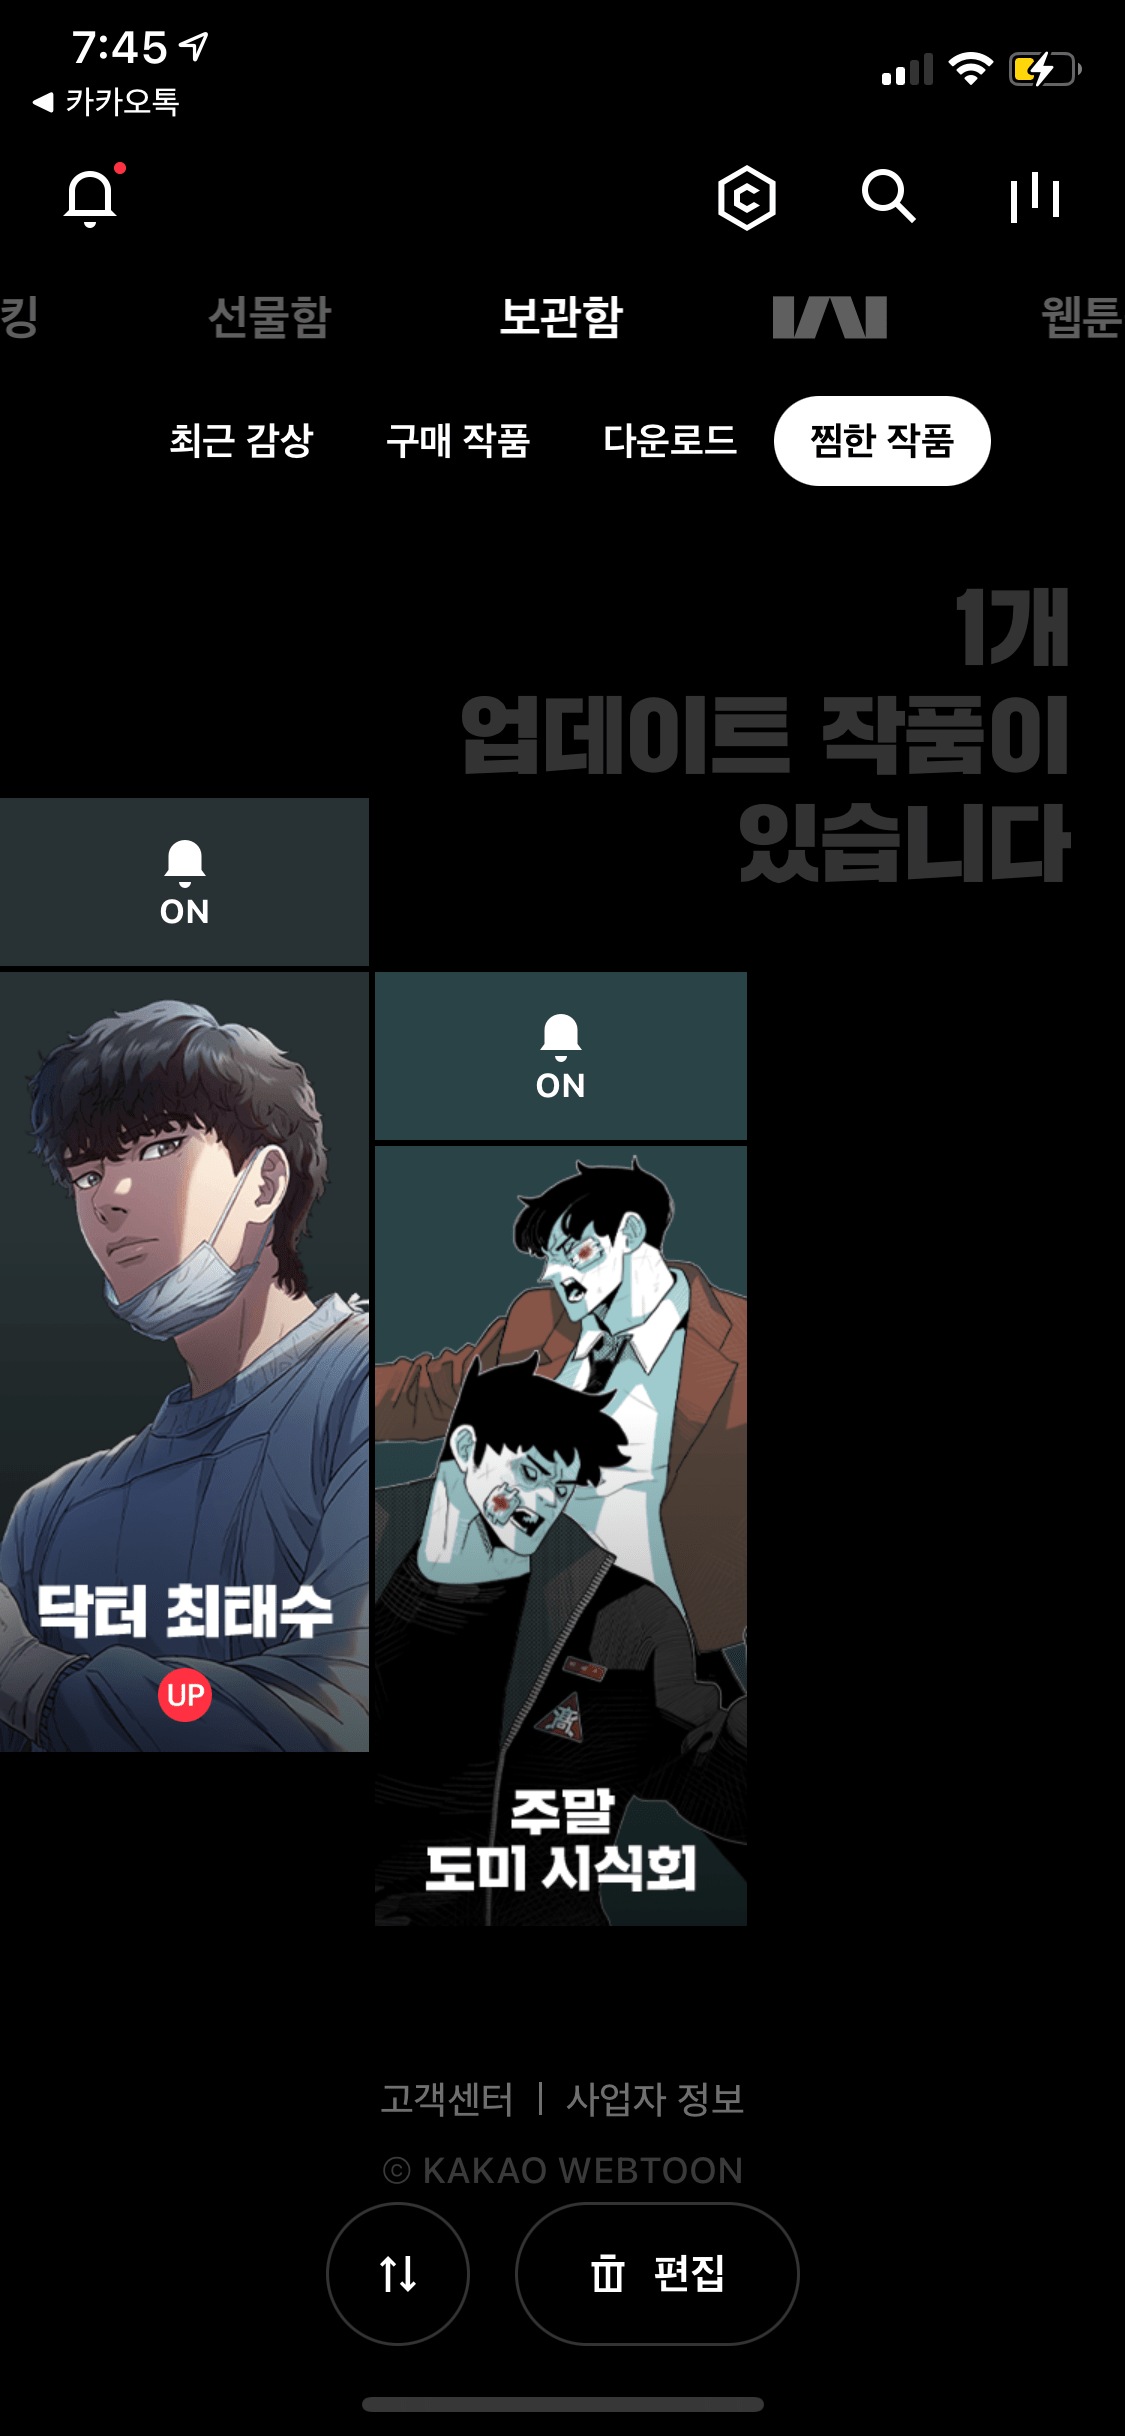 7:45
카카오톡
킹 선물함 보관함 웹툰
최근 감상 구매 작품 다운로드 찜한 작품
1개
업데이트 작품이
있습니다
ON
ON
닥터 최태수
UP
주말
도미 시식회
고객센터 | 사업자 정보
© KAKAO WEBTOON
편집